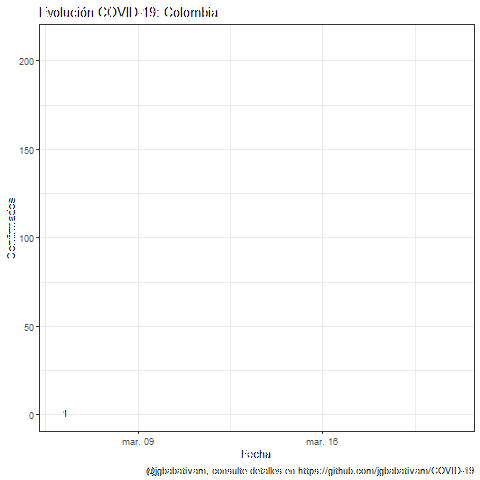 Evolución COVID-19: Colombia
200
150
100
50
0
Confirmados
1
mar. 09
mar. 16
Fecha
@jgbabativam, consulte detalles en https://github.com/jgbabativam/COVID-19